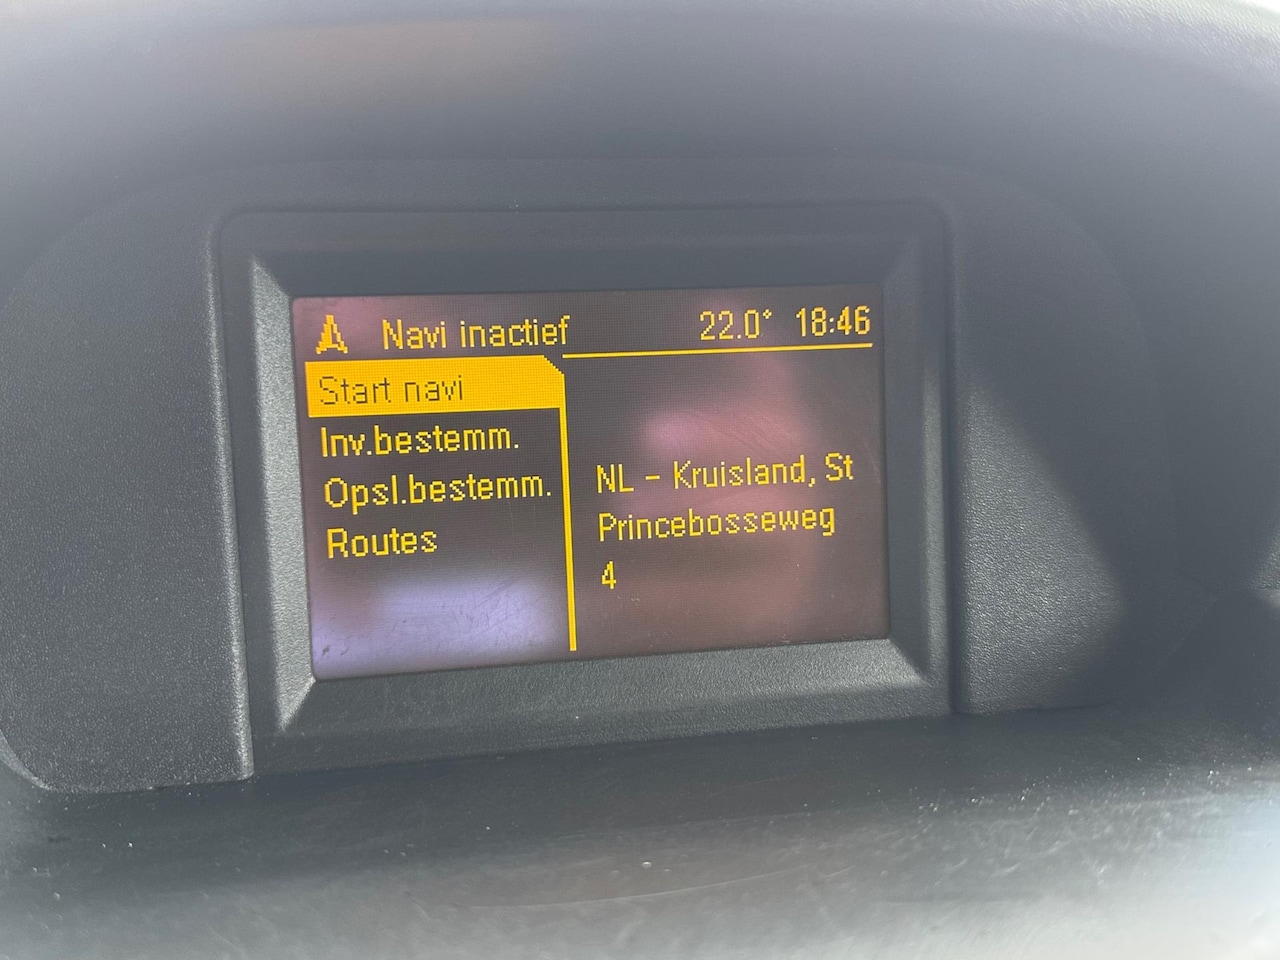 Navi inactief 22.0° 18:46
Start navi
Inv.bestemm.
Opsl.bestemm.
Routes
NL - Kruisland, St
Princebosseweg
4